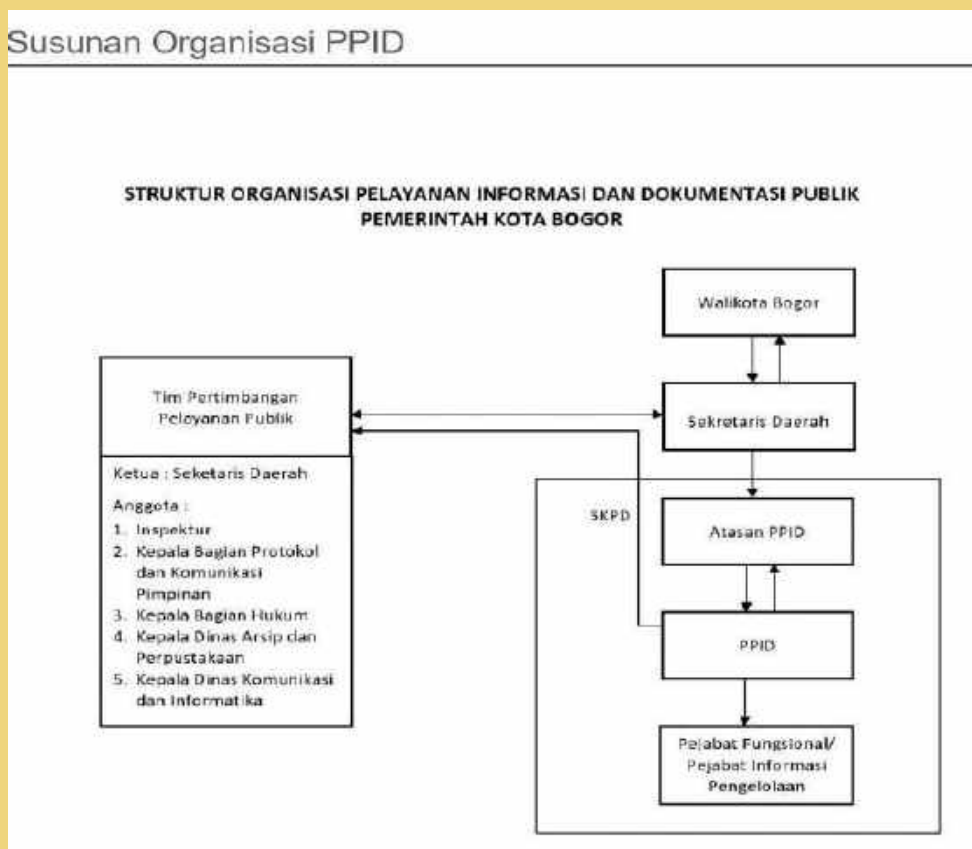 Susunan Organisasi PPID
STRUKTUR ORGANISASI PELAYANAN INFORMASI DAN DOKUMENTASI PUBLIK
PEMERINTAH KOTA BOGOR
Walikota Bogor
Tim Pertimbangan
Pelayanan Publik
Sekretaris Daerah
Ketua : Seketaris Daerah
Anggota :
1. Inspektur
2. Kepala Bagian Protokol
dan Komunikasi
Pimpinan
3. Kepala Bagian Hukum
4. Kepala Dinas Arsip dan
Perpustakaan
5. Kepala Dinas Komunikasi
dan Informatika
SKPD
Atasan PPID
PPID
Pejabat Fungsional/
Pejabat Informasi
Pengelolaan